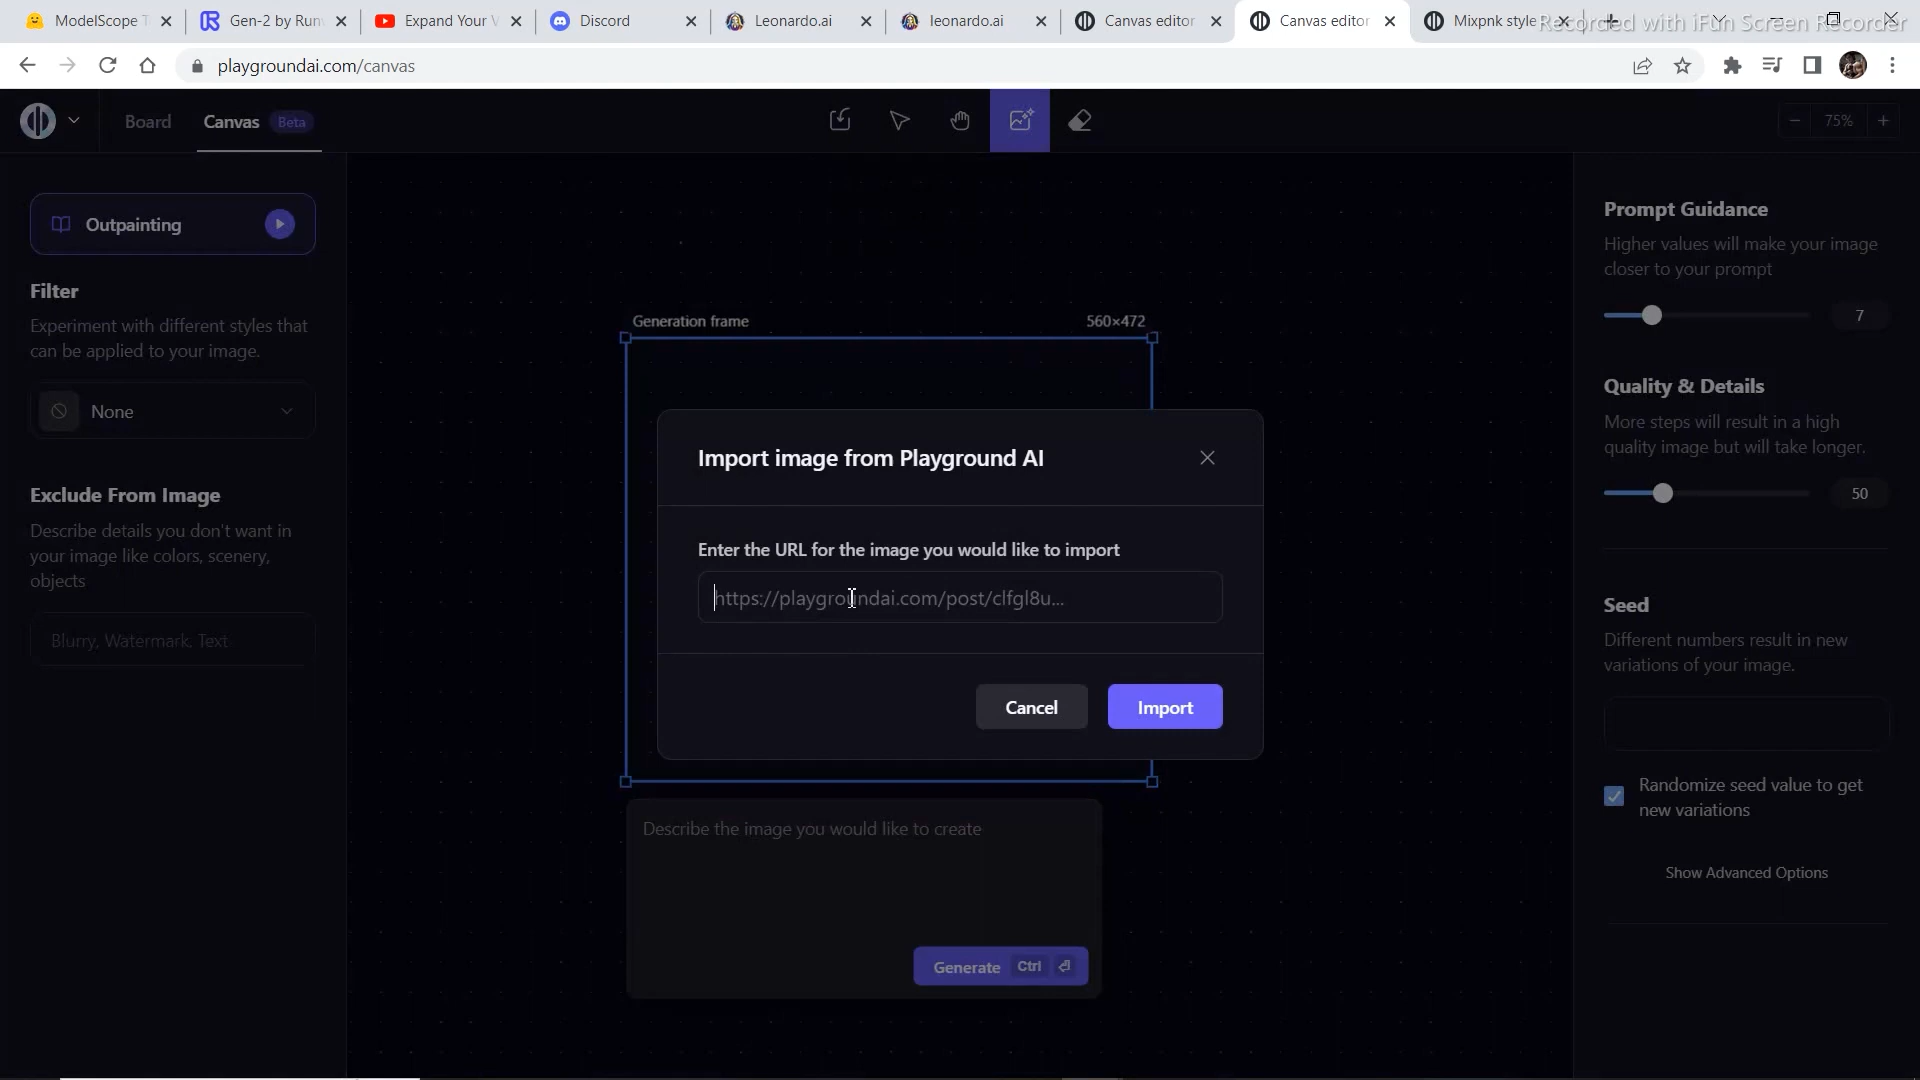 ModelScope T
Gen-2 by Run
Expand Your V
Discord
Leonardo.ai
leonardo.ai
Canvas editor
Canvas editor
Mixpnk style
Recorded with iFun Screen Recorder
playgroundai.com/canvas
Board
Canvas
Beta
75%
Outpainting
Filter
Experiment with different styles that
can be applied to your image.
None
Exclude From Image
Describe details you don't want in
your image like colors, scenery,
objects
Blurry, Watermark, Text
Generation frame
560×472
Import image from Playground AI
Enter the URL for the image you would like to import
https://playgroundai.com/post/clfgl8u...
Cancel
Import
Describe the image you would like to create
Generate
Ctrl
Prompt Guidance
Higher values will make your image
closer to your prompt
7
Quality & Details
More steps will result in a high
quality image but will take longer.
50
Seed
Different numbers result in new
variations of your image.
Randomize seed value to get
new variations
Show Advanced Options